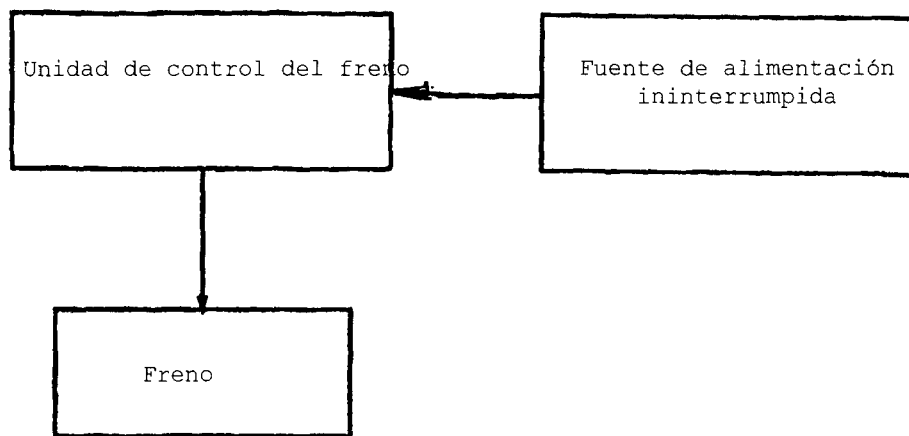 Unidad de control del freno
Fuente de alimentación
ininterrumpida
Freno